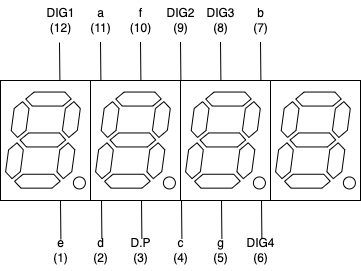 DIG1 a f DIG2 DIG3 b
(12) (11) (10) (9) (8) (7)
e d D.P c g DIG4
(1) (2) (3) (4) (5) (6)